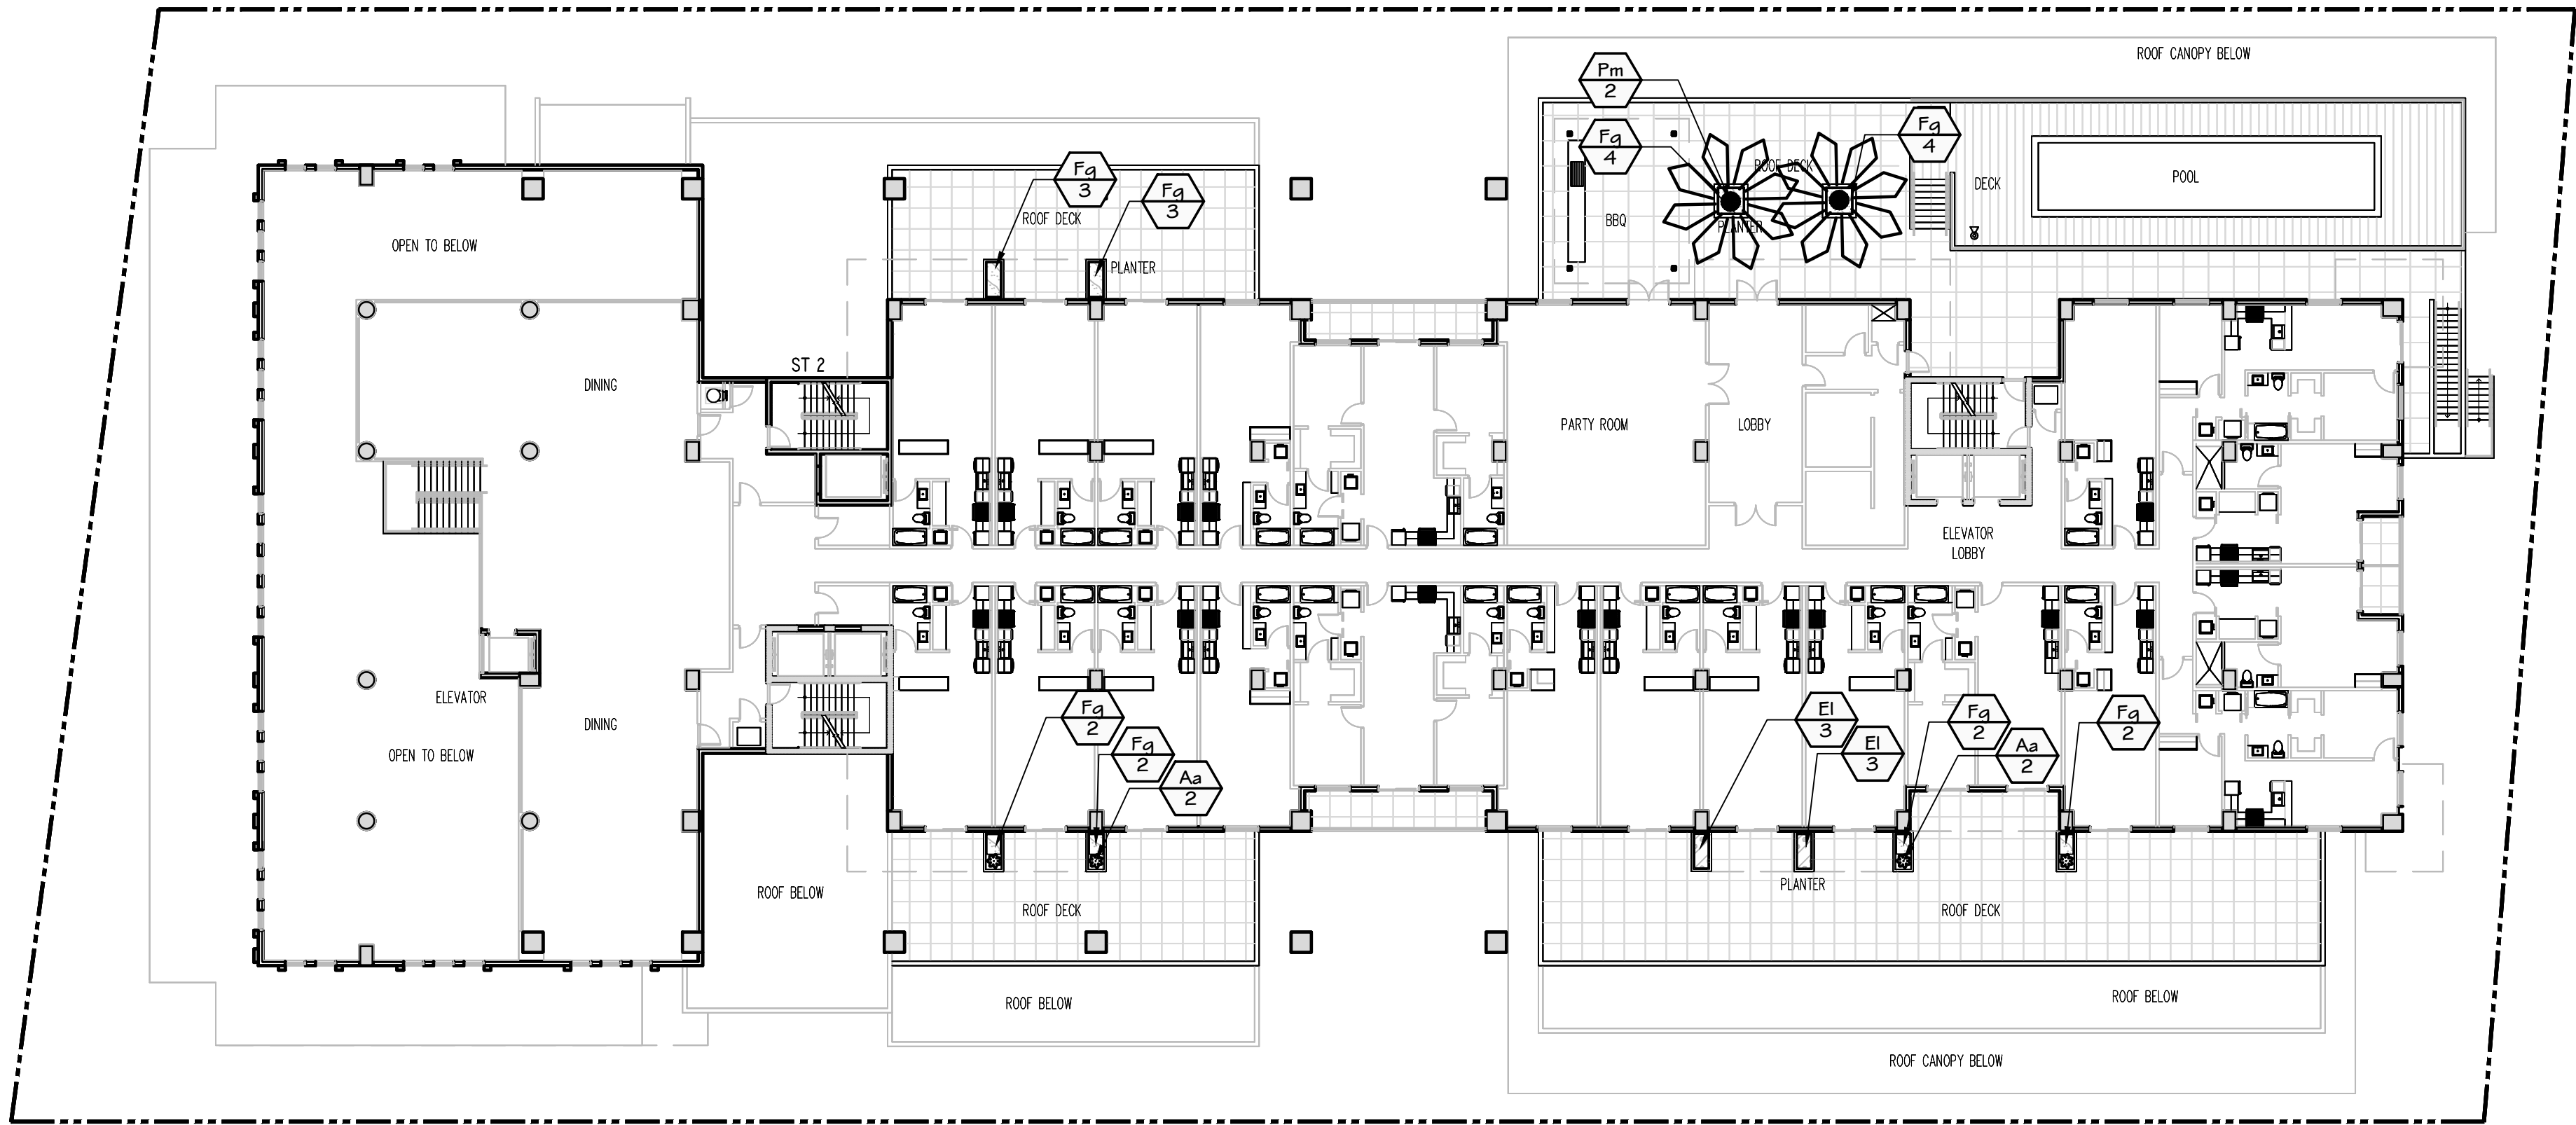 ROOF CANOPY BELOW
Pm
2
Fg
4
Fg
4
ROOF DECK
DECK
POOL
BBQ
PLANTER
Fg
3
Fg
3
ROOF DECK
PLANTER
OPEN TO BELOW
ST 2
DINING
PARTY ROOM
LOBBY
ELEVATOR
LOBBY
ELEVATOR
DINING
OPEN TO BELOW
Fg
2
Fg
2
Aa
2
El
3
El
3
Fg
2
Aa
2
Fg
2
ROOF BELOW
PLANTER
ROOF DECK
ROOF DECK
ROOF BELOW
ROOF BELOW
ROOF CANOPY BELOW